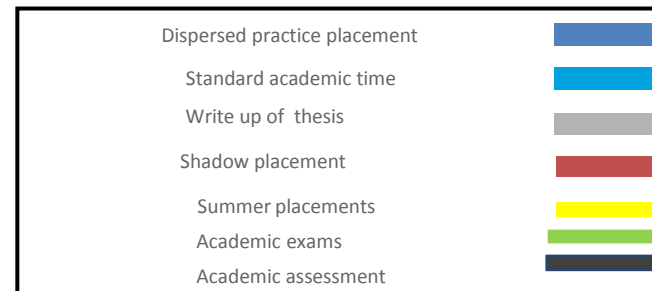 Dispersed practice placement
Standard academic time
Write up of thesis
Shadow placement
Summer placements
Academic exams
Academic assessment